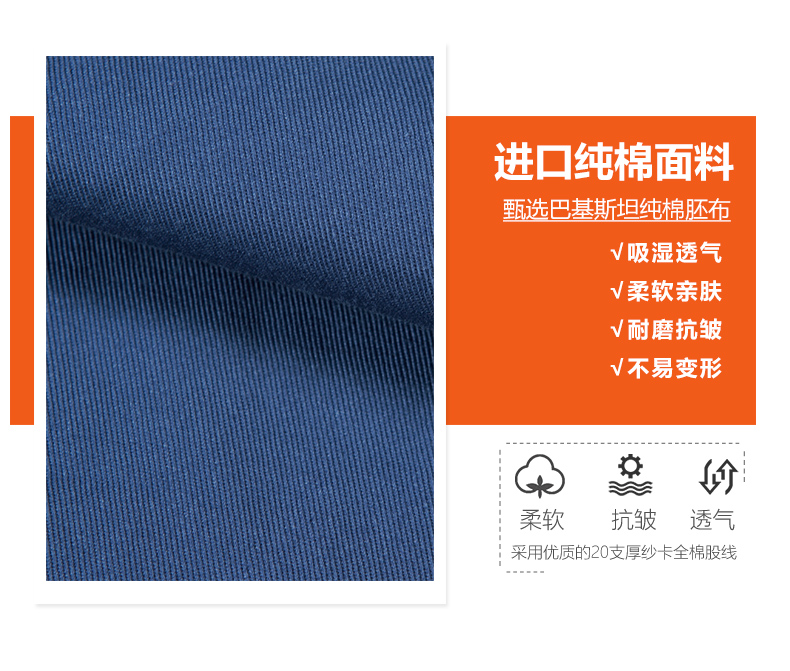 进口纯棉面料
甄选巴基斯坦纯棉胚布
√吸湿透气
√柔软亲肤
√耐磨抗皱
√不易变形
柔软 抗皱 透气
采用优质的20支厚纱卡全棉股线